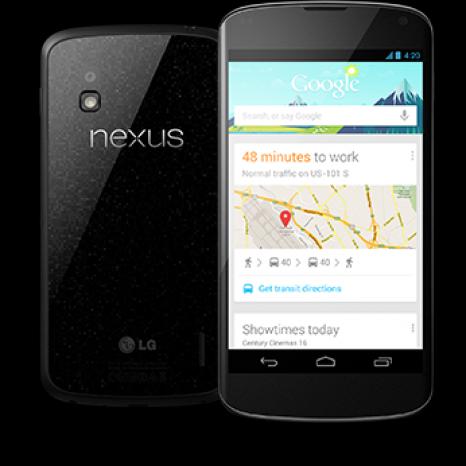 nexus
LG
4:20
Google
Search, or say Google
48 minutes to work
Normal traffic on US-101 S
40
40
Get transit directions
Showtimes today
Century Cinemas 16